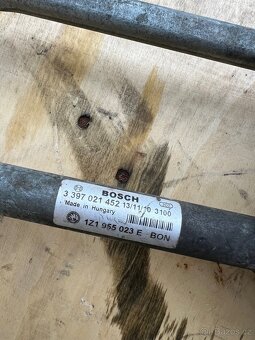 BOSCH
3 397 021 452 13/11/10 3100
Made in Hungary
1Z1 955 023 E BON